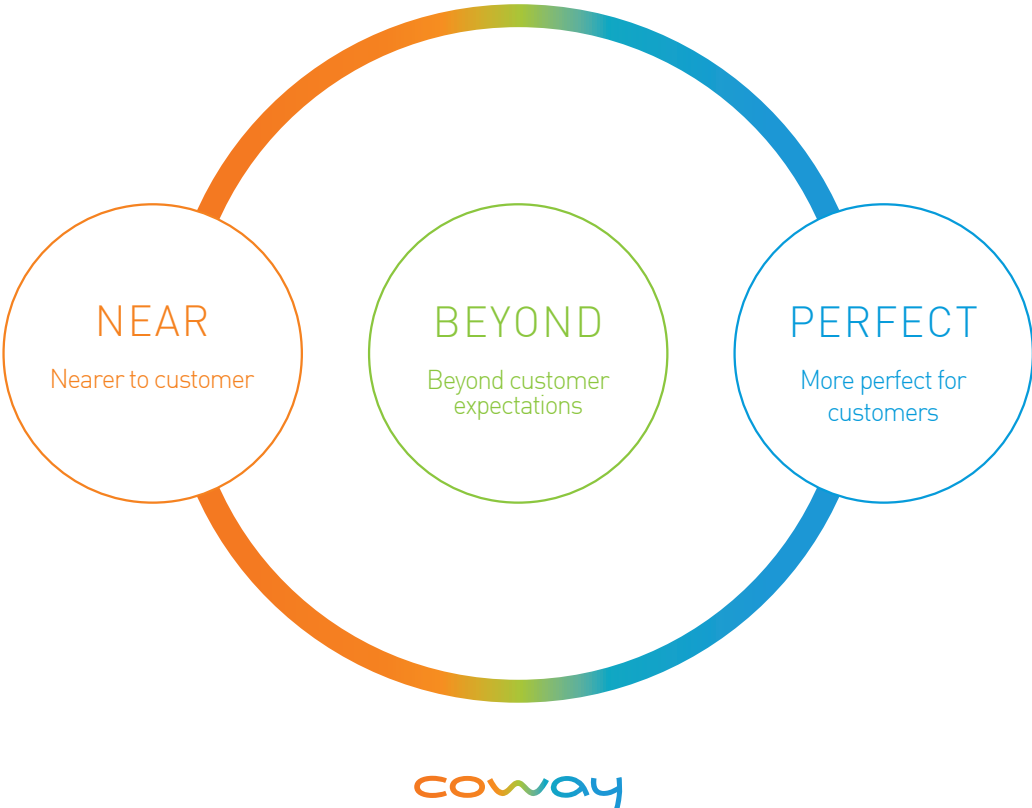 NEAR
Nearer to customer
BEYOND
Beyond customer
expectations
PERFECT
More perfect for
customers
coway